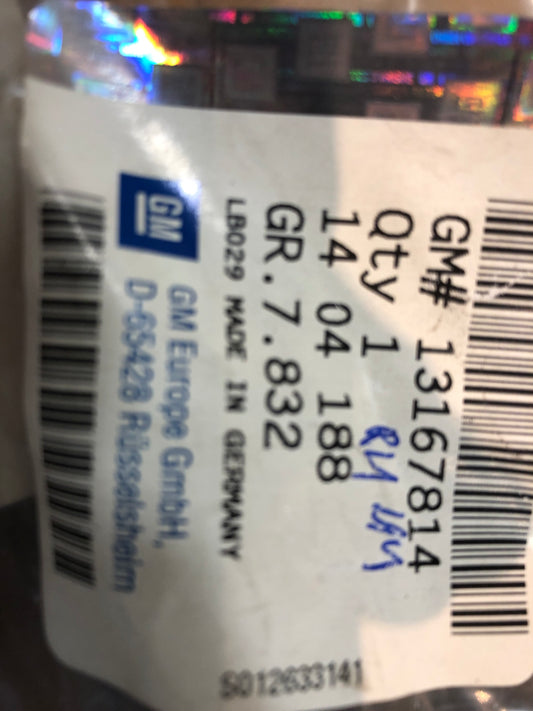 GM# 13167814
Qty 1
14 04 188
GR.7.832
LB029 MADE IN GERMANY
GM
GM Europe GmbH,
D-65428 Rüsselsheim
S012633141